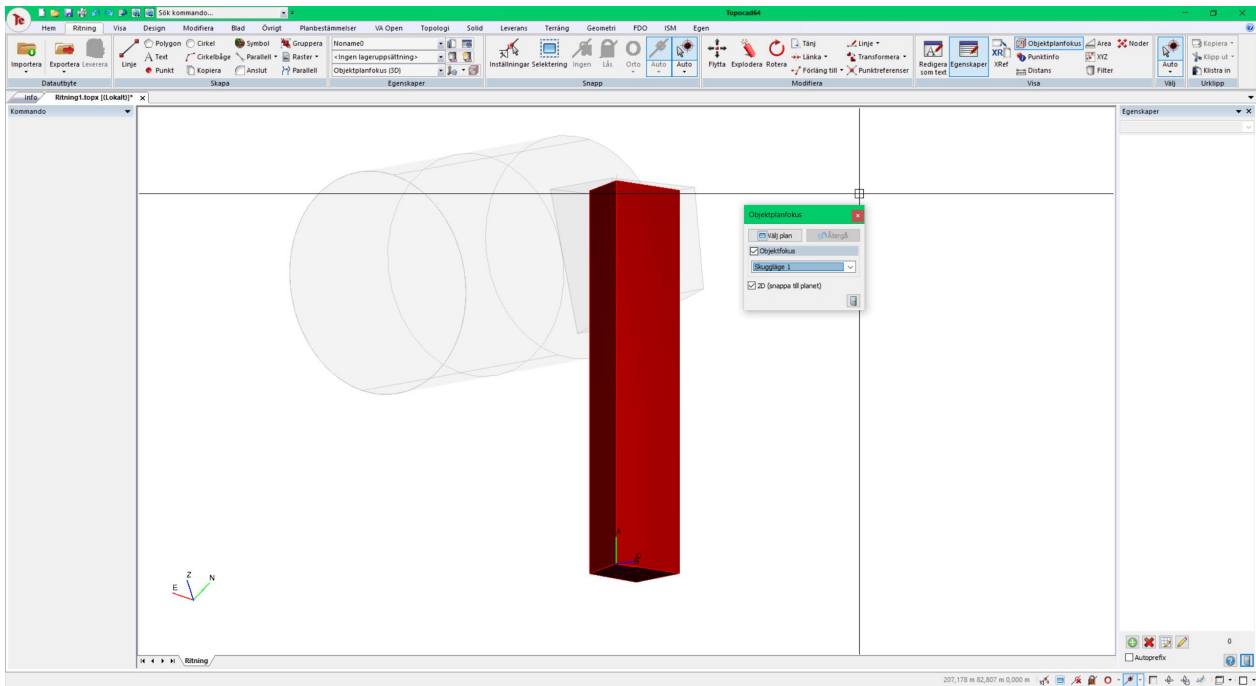 Sök kommando...
Topocad64
Te
Hem Ritning Visa Design Modifiera Blad Övrigt Planbestämmelser VA Open Topologi Solid Leverans Terräng Geometri FDO ISM Egen
Importera Exportera Leverera
Linje
Polygon Cirkel Symbol Gruppera
Text Cirkelbåge Parallell Raster
Punkt Kopiera Anslut Parallell
Noname0
<Ingen lageruppsättning>
Objektplanfokus (3D)
Inställningar Selektering Ingen Lås Orto Auto Auto
Flytta Explodera Rotera
Tänj Linje
Länka Transformera
Förläng till Punktreferenser
Redigera som text
Egenskaper
XRef
Objektplanfokus Area Noder
Punktinfo XYZ
Distans Filter
Auto
Kopiera
Klipp ut
Klistra in
Datautbyte Skapa Egenskaper Snapp Modifiera Visa Välj Urklipp
Info Ritning1.topx [(Lokalt)]*
Kommando
Egenskaper
Objektplanfokus
Välj plan Återgå
Objektfokus
Skuggläge 1
2D (snappa till planet)
A
Z
N
E
Ritning
0
Autoprefix
207,178 m 82,807 m 0,000 m